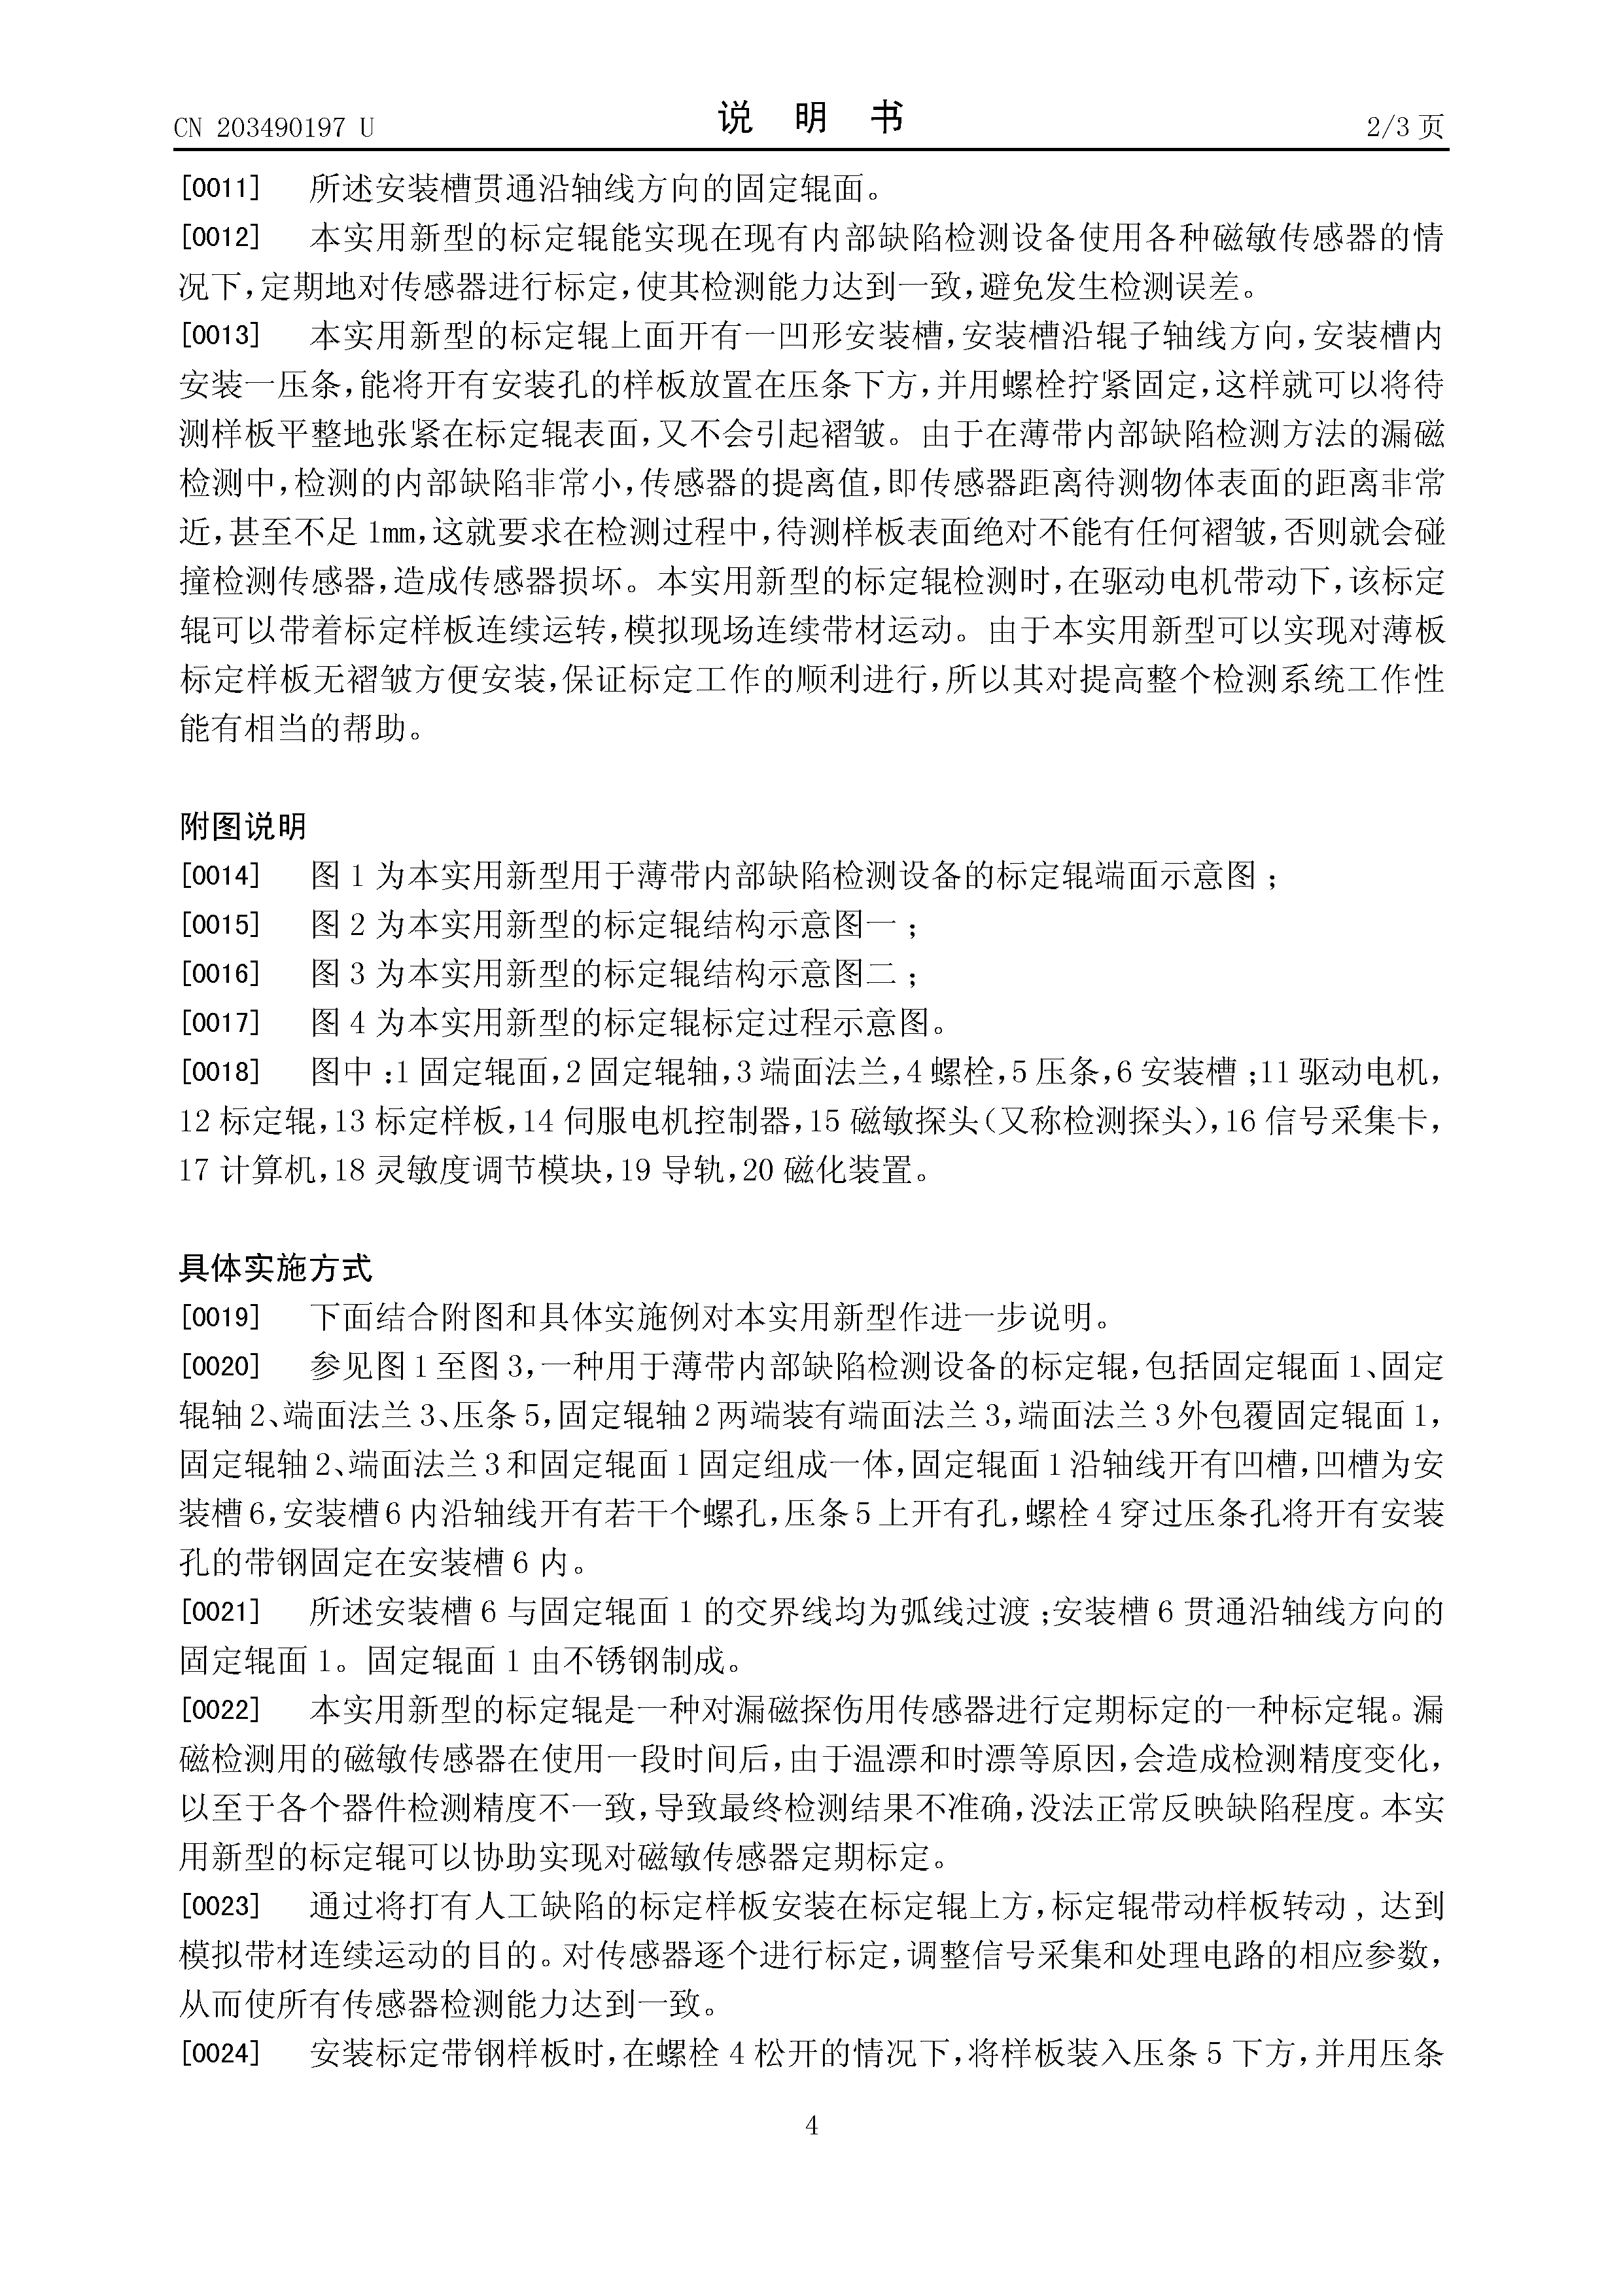 CN 203490197 U
说 明 书
2/3 页
[0011] 所述安装槽贯通沿轴线方向的固定辊面。
[0012] 本实用新型的标定辊能实现在现有内部缺陷检测设备使用各种磁敏传感器的情
况下，定期地对传感器进行标定，使其检测能力达到一致，避免发生检测误差。
[0013] 本实用新型的标定辊上面开有一凹形安装槽，安装槽沿辊子轴线方向，安装槽内
安装一压条，能将开有安装孔的样板放置在压条下方，并用螺栓拧紧固定，这样就可以将待
测样板平整地张紧在标定辊表面，又不会引起褶皱。由于在薄带内部缺陷检测方法的漏磁
检测中，检测的内部缺陷非常小，传感器的提离值，即传感器距离待测物体表面的距离非常
近，甚至不足 1mm，这就要求在检测过程中，待测样板表面绝对不能有任何褶皱，否则就会碰
撞检测传感器，造成传感器损坏。本实用新型的标定辊检测时，在驱动电机带动下，该标定
辊可以带着标定样板连续运转，模拟现场连续带材运动。由于本实用新型可以实现对薄板
标定样板无褶皱方便安装，保证标定工作的顺利进行，所以其对提高整个检测系统工作性
能有相当的帮助。
附图说明
[0014] 图 1 为本实用新型用于薄带内部缺陷检测设备的标定辊端面示意图；
[0015] 图 2 为本实用新型的标定辊结构示意图一；
[0016] 图 3 为本实用新型的标定辊结构示意图二；
[0017] 图 4 为本实用新型的标定辊标定过程示意图。
[0018] 图中：1 固定辊面，2 固定辊轴，3 端面法兰，4 螺栓，5 压条，6 安装槽；11 驱动电机，
12 标定辊，13 标定样板，14 伺服电机控制器，15 磁敏探头（又称检测探头），16 信号采集卡，
17 计算机，18 灵敏度调节模块，19 导轨，20 磁化装置。
具体实施方式
[0019] 下面结合附图和具体实施例对本实用新型作进一步说明。
[0020] 参见图 1 至图 3，一种用于薄带内部缺陷检测设备的标定辊，包括固定辊面 1、固定
辊轴 2、端面法兰 3、压条 5，固定辊轴 2 两端装有端面法兰 3，端面法兰 3 外包覆固定辊面 1，
固定辊轴 2、端面法兰 3 和固定辊面 1 固定组成一体，固定辊面 1 沿轴线开有凹槽，凹槽为安
装槽 6，安装槽 6 内沿轴线开有若干个螺孔，压条 5 上开有孔，螺栓 4 穿过压条孔将开有安装
孔的带钢固定在安装槽 6 内。
[0021] 所述安装槽 6 与固定辊面 1 的交界线均为弧线过渡；安装槽 6 贯通沿轴线方向的
固定辊面 1。固定辊面 1 由不锈钢制成。
[0022] 本实用新型的标定辊是一种对漏磁探伤用传感器进行定期标定的一种标定辊。漏
磁检测用的磁敏传感器在使用一段时间后，由于温漂和时漂等原因，会造成检测精度变化，
以至于各个器件检测精度不一致，导致最终检测结果不准确，没法正常反映缺陷程度。本实
用新型的标定辊可以协助实现对磁敏传感器定期标定。
[0023] 通过将打有人工缺陷的标定样板安装在标定辊上方，标定辊带动样板转动，达到
模拟带材连续运动的目的。对传感器逐个进行标定，调整信号采集和处理电路的相应参数，
从而使所有传感器检测能力达到一致。
[0024] 安装标定带钢样板时，在螺栓 4 松开的情况下，将样板装入压条 5 下方，并用压条
4